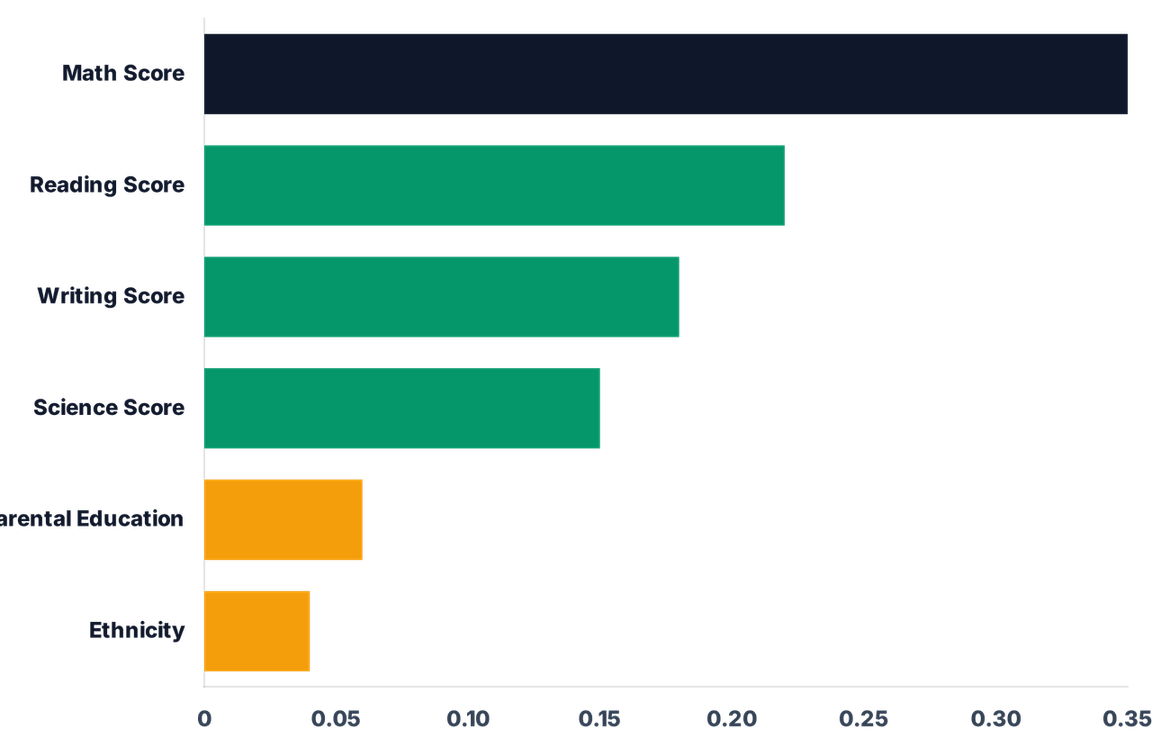 Math Score
Reading Score
Writing Score
Science Score
arental Education
Ethnicity
0 0.05 0.10 0.15 0.20 0.25 0.30 0.35